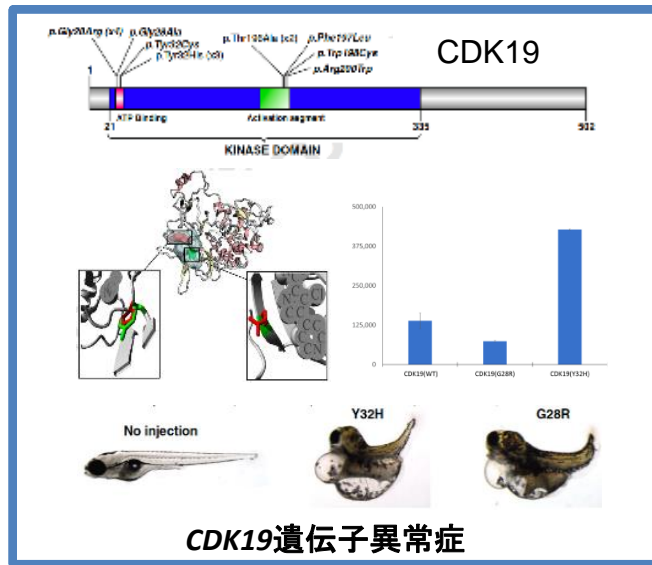 CDK19
p.Gly28Arg (x4)
p.Gly28Ala
p.Tyr32Cys
p.Tyr32His (x3)
p.Thr196Ala (x2)
p.Phe197Leu
p.Trp198Cys
p.Arg200Trp
1
ATP Binding
Activation segment
21
335
502
KINASE DOMAIN
500,000
375,000
250,000
125,000
0
CDK19(WT)
CDK19(G28R)
CDK19(Y32H)
No injection
Y32H
G28R
CDK19遺伝子異常症